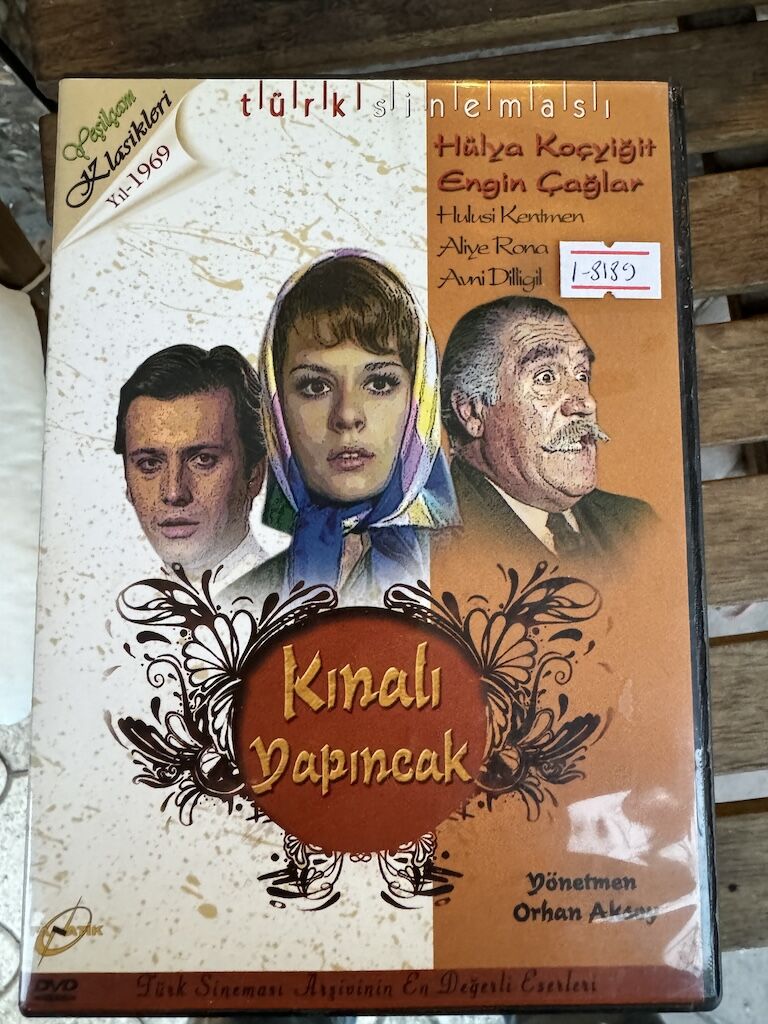 Yeşilçam
Klasikleri
Yıl-1969
türk sineması
Hülya Koçyiğit
Engin Çağlar
Hulusi Kentmen
Aliye Rona
Avni Dilligil
1-8189
Kınalı
Yapıncak
Yönetmen
Orhan Aksoy
DVD
Türk Sineması Arşivinin En Değerli Eserleri